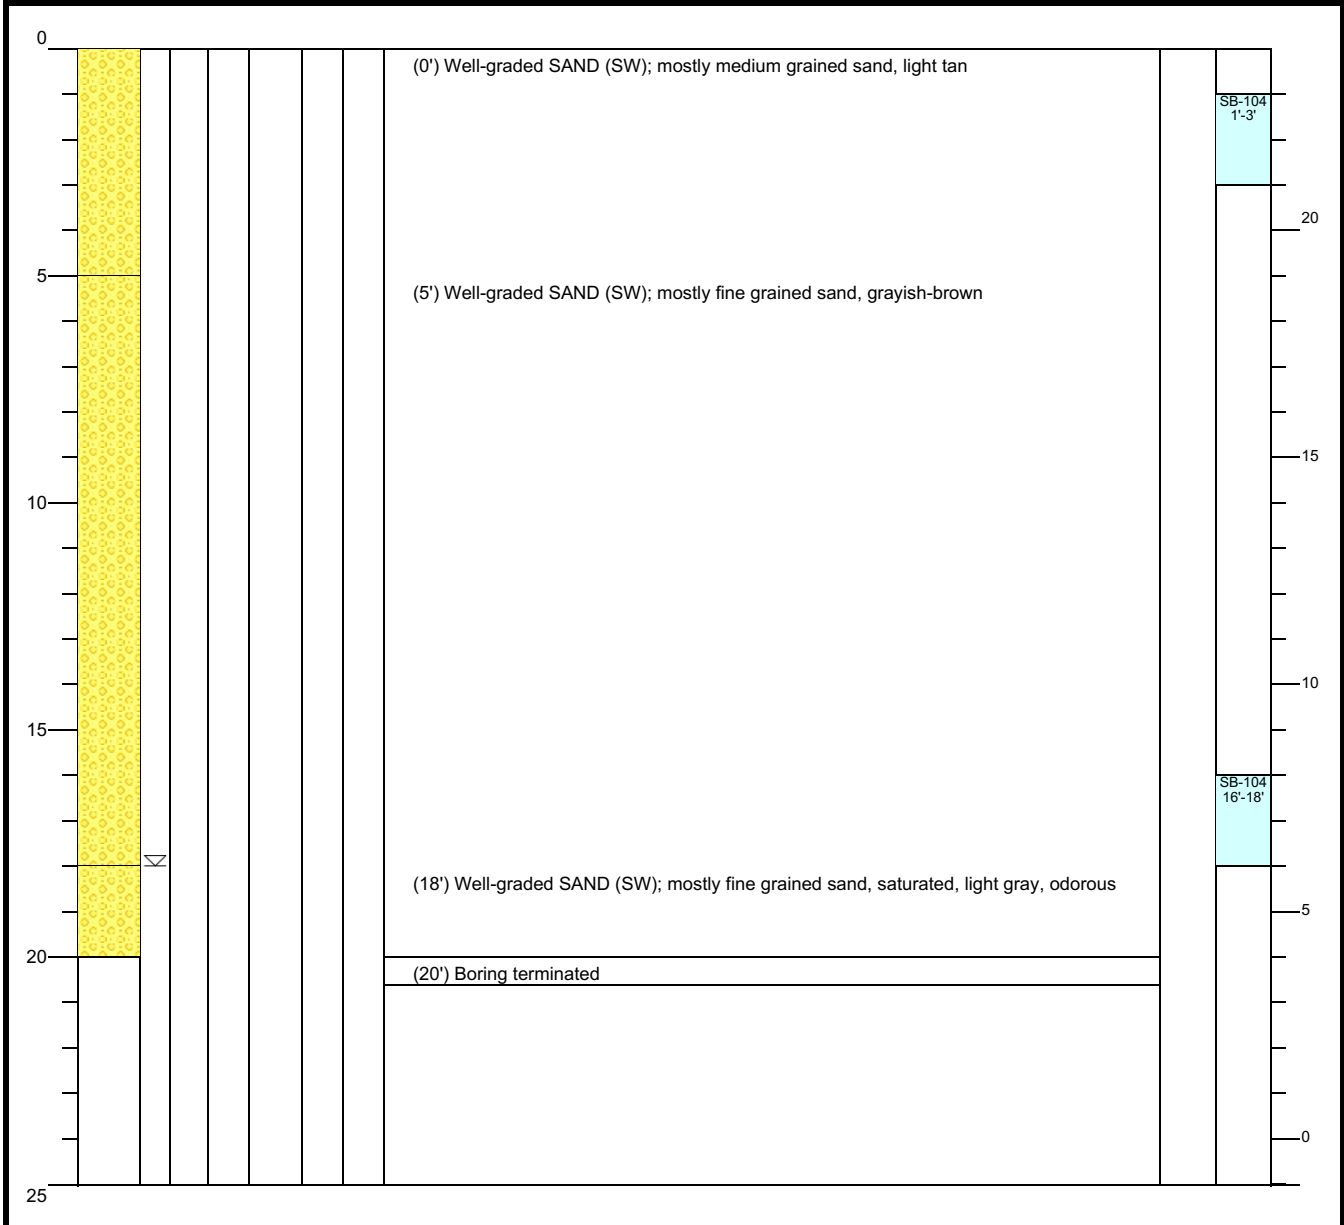 0
(0') Well-graded SAND (SW); mostly medium grained sand, light tan
SB-104
1'-3'
20
5
(5') Well-graded SAND (SW); mostly fine grained sand, grayish-brown
15
10
10
15
SB-104
16'-18'
(18') Well-graded SAND (SW); mostly fine grained sand, saturated, light gray, odorous
5
20
(20') Boring terminated
0
25